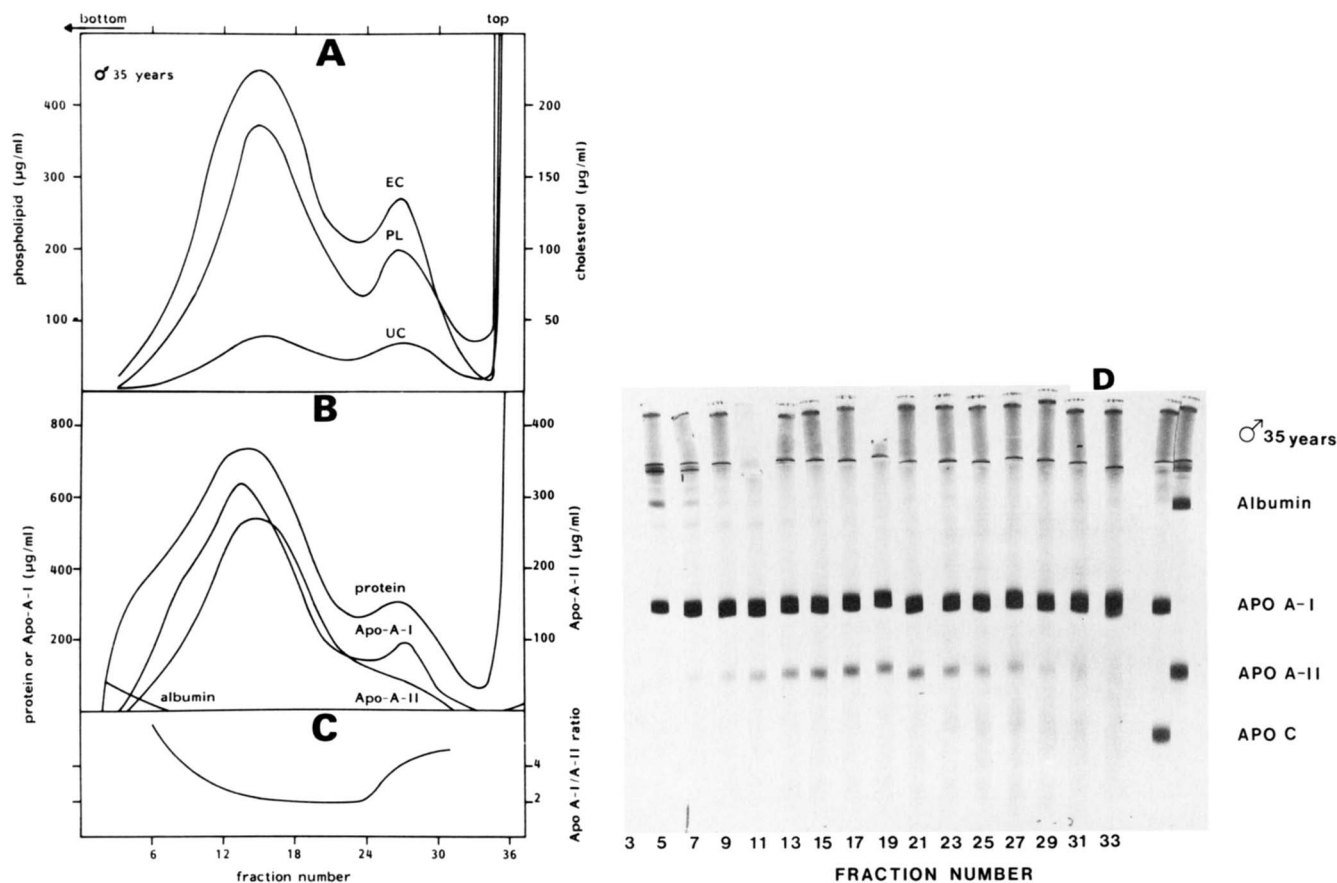 bottom
top
A
♂ 35 years
phospholipid (μg/ml)
400
300
200
100
cholesterol (μg/ml)
200
150
100
50
EC
PL
UC
B
protein or Apo-A-I (μg/ml)
800
600
400
200
Apo-A-II (μg/ml)
400
300
200
100
protein
Apo-A-I
Apo-A-II
albumin
C
Apo A-I/A-II ratio
4
2
6 12 18 24 30 36
fraction number
D
♂ 35 years
Albumin
APO A-I
APO A-II
APO C
3 5 7 9 11 13 15 17 19 21 23 25 27 29 31 33
FRACTION NUMBER